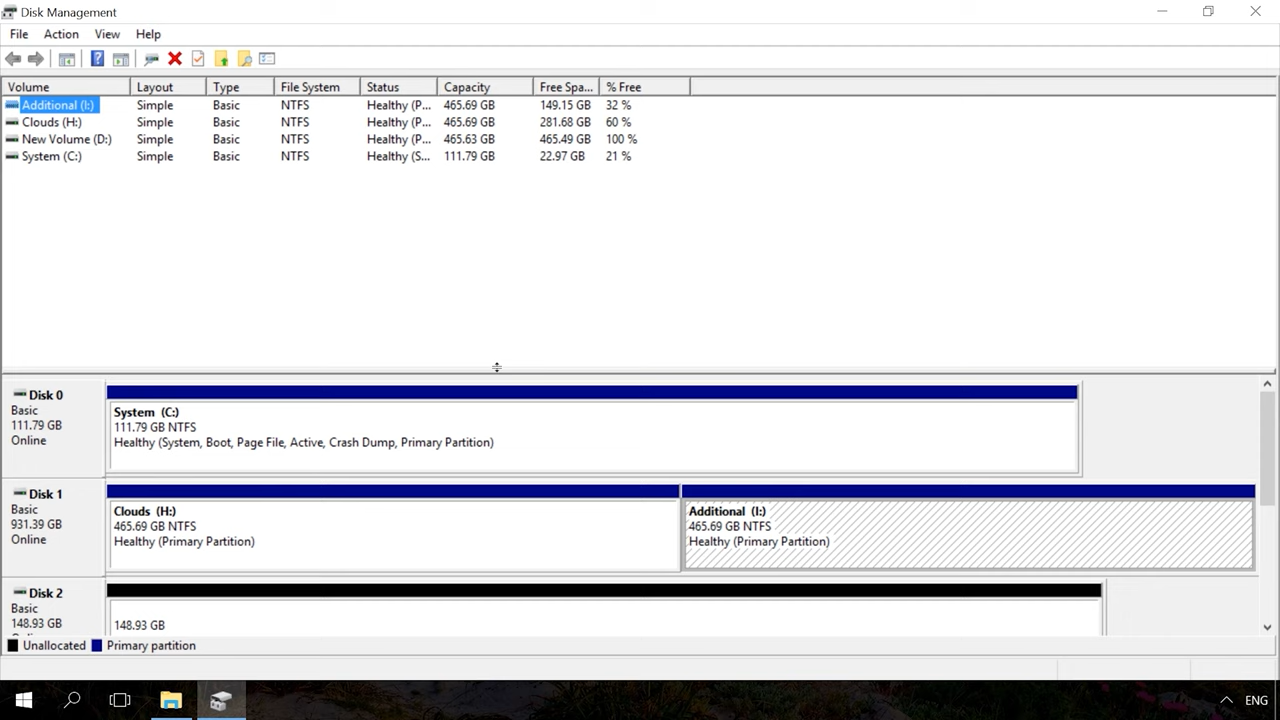 Disk Management
File Action View Help
Volume Layout Type File System Status Capacity Free Spa... % Free
Additional (I:) Simple Basic NTFS Healthy (P... 465.69 GB 149.15 GB 32 %
Clouds (H:) Simple Basic NTFS Healthy (P... 465.69 GB 281.68 GB 60 %
New Volume (D:) Simple Basic NTFS Healthy (P... 465.63 GB 465.49 GB 100 %
System (C:) Simple Basic NTFS Healthy (S... 111.79 GB 22.97 GB 21 %
Disk 0
Basic
111.79 GB
Online
System (C:)
111.79 GB NTFS
Healthy (System, Boot, Page File, Active, Crash Dump, Primary Partition)
Disk 1
Basic
931.39 GB
Online
Clouds (H:)
465.69 GB NTFS
Healthy (Primary Partition)
Additional (I:)
465.69 GB NTFS
Healthy (Primary Partition)
Disk 2
Basic
148.93 GB
148.93 GB
Unallocated Primary partition
ENG